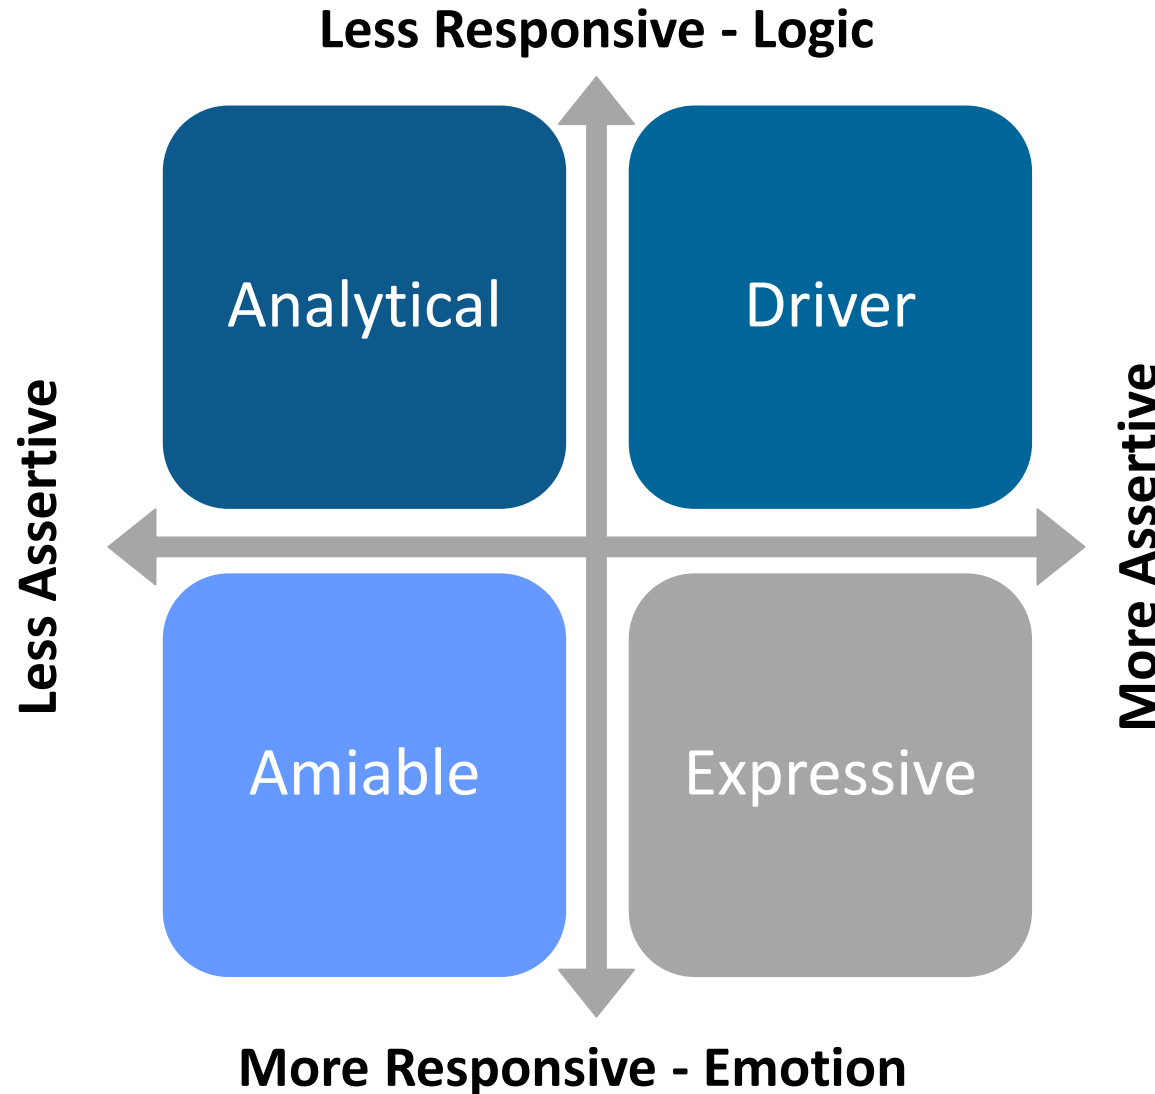 Less Responsive - Logic
Analytical
Driver
Less Assertive
More Assertive
Amiable
Expressive
More Responsive - Emotion